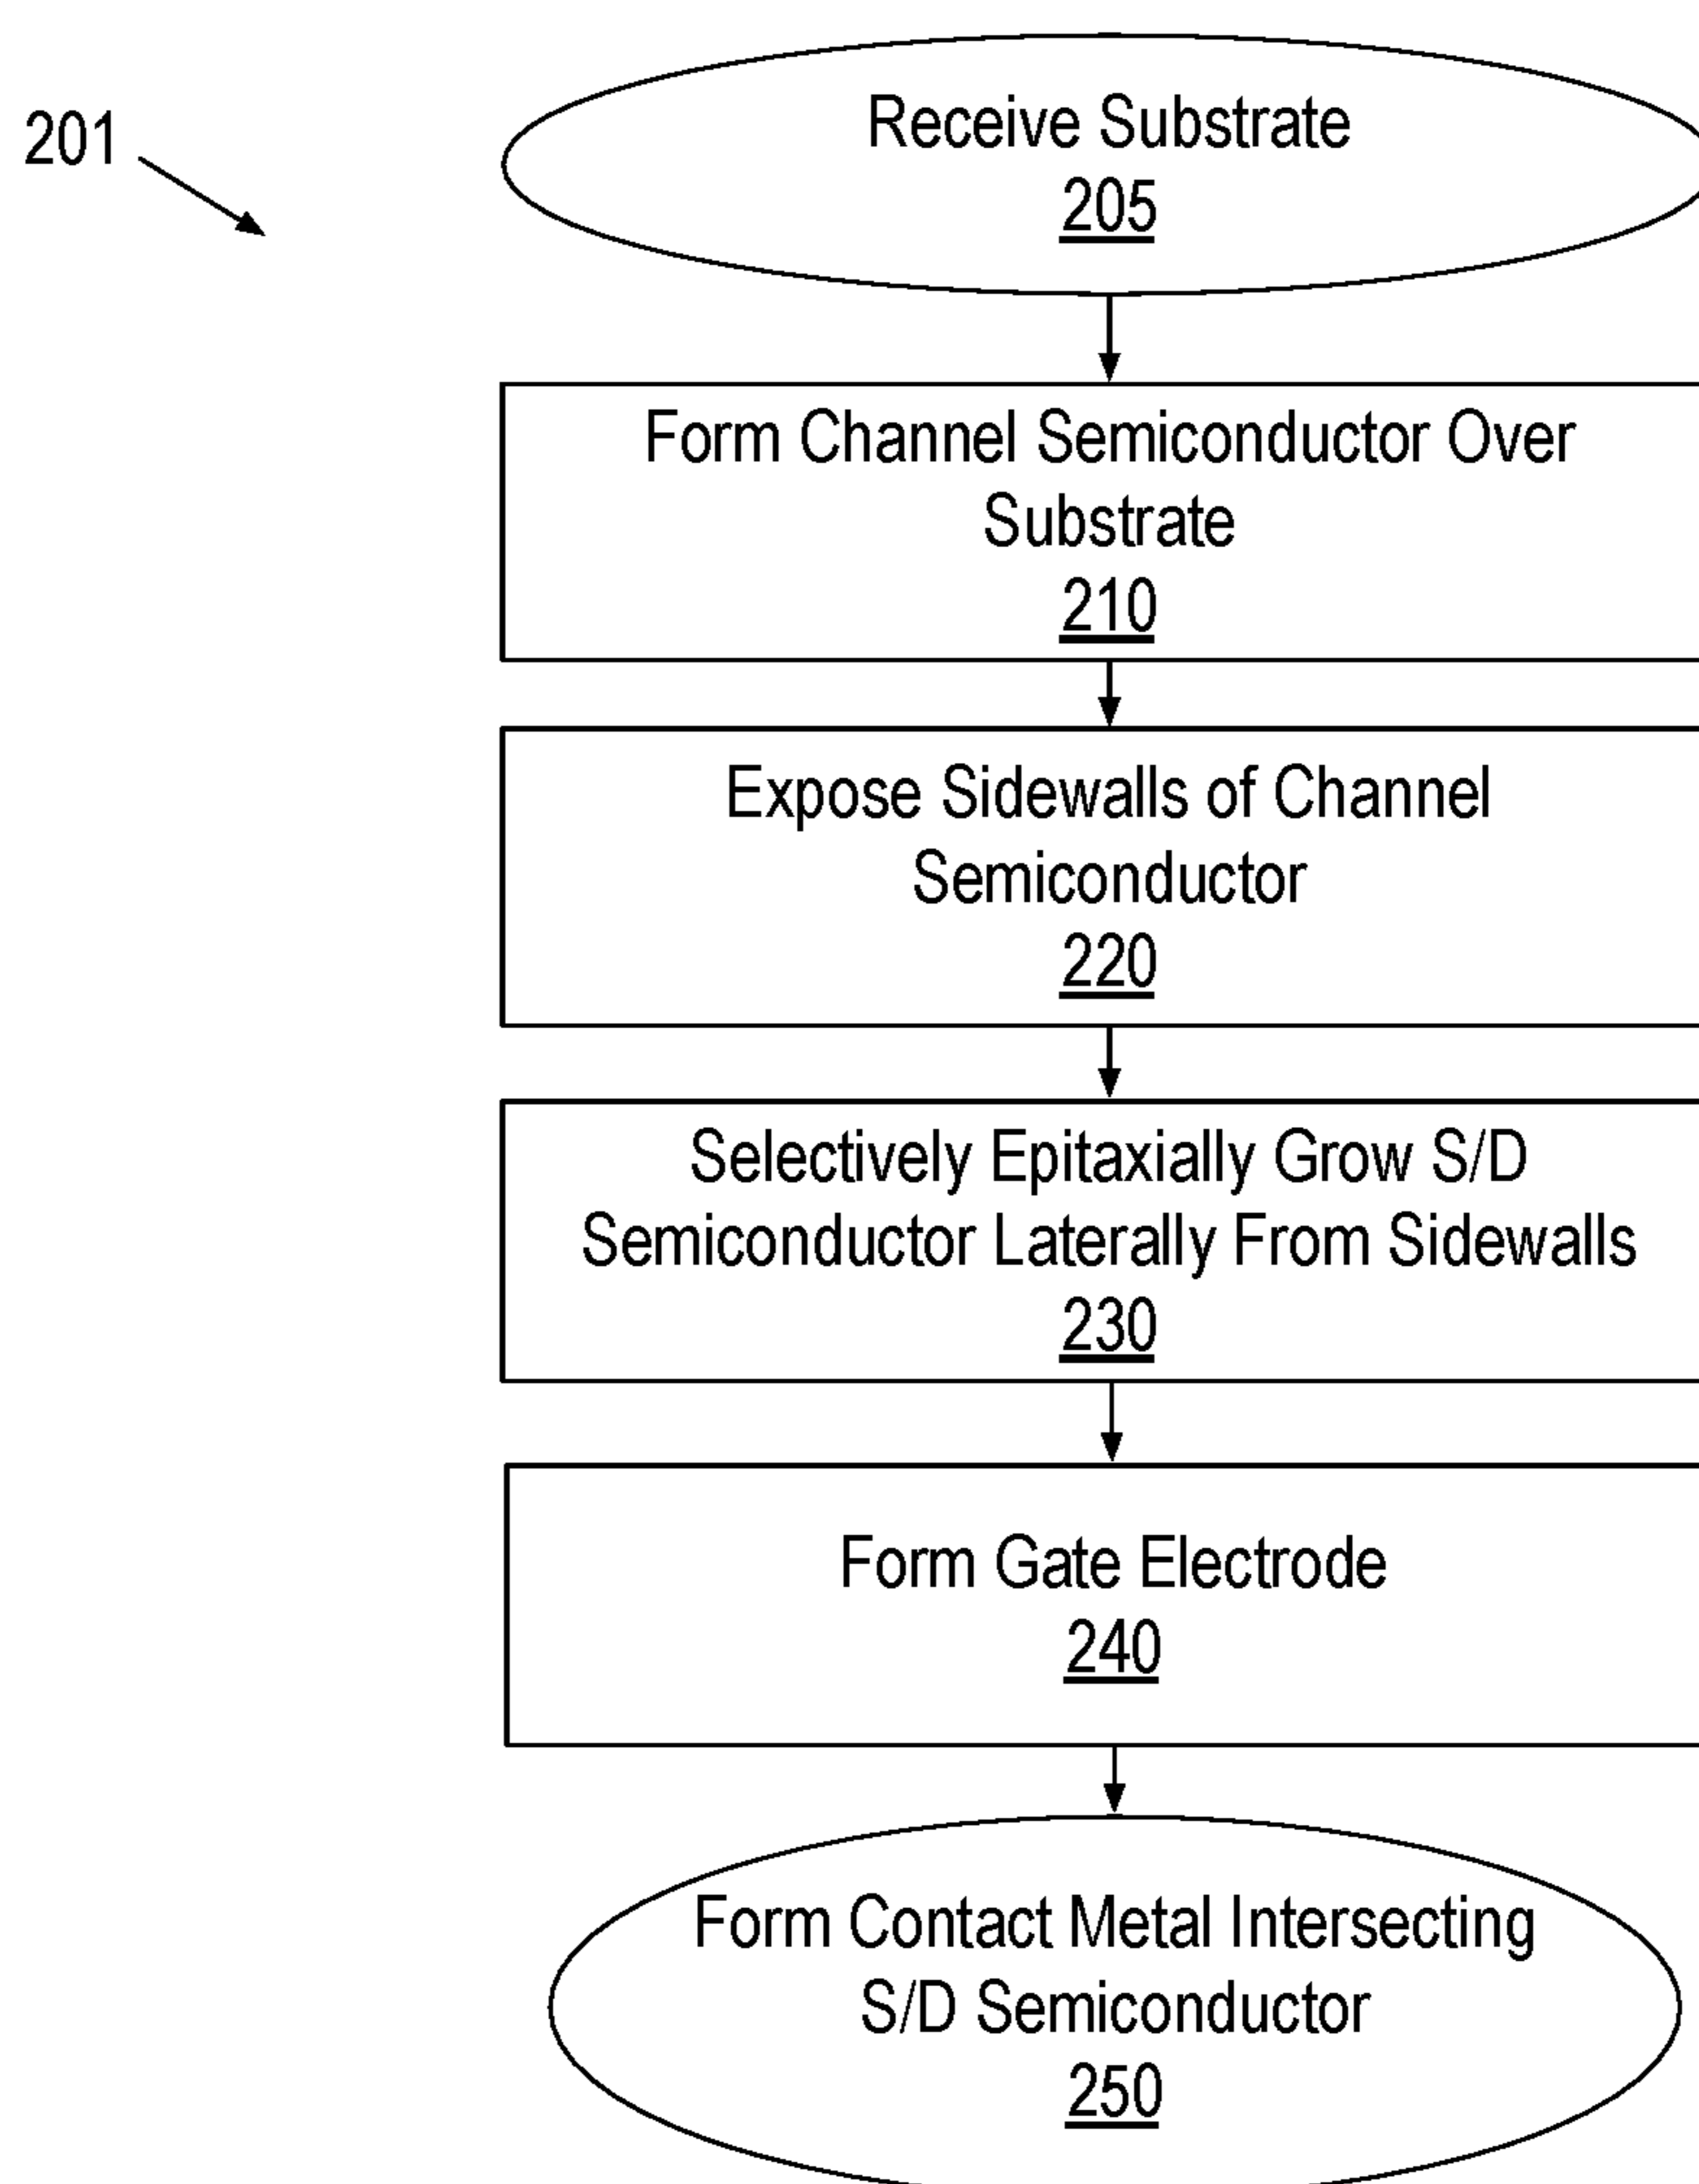 201
Receive Substrate
205
Form Channel Semiconductor Over
Substrate
210
Expose Sidewalls of Channel
Semiconductor
220
Selectively Epitaxially Grow S/D
Semiconductor Laterally From Sidewalls
230
Form Gate Electrode
240
Form Contact Metal Intersecting
S/D Semiconductor
250